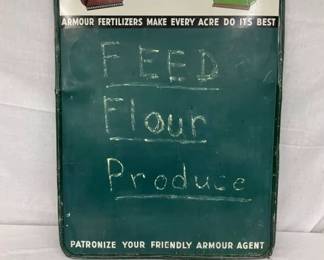 ARMOUR FERTILIZERS MAKE EVERY ACRE DO ITS BEST
FEED
Flour
Produce
PATRONIZE YOUR FRIENDLY ARMOUR AGENT